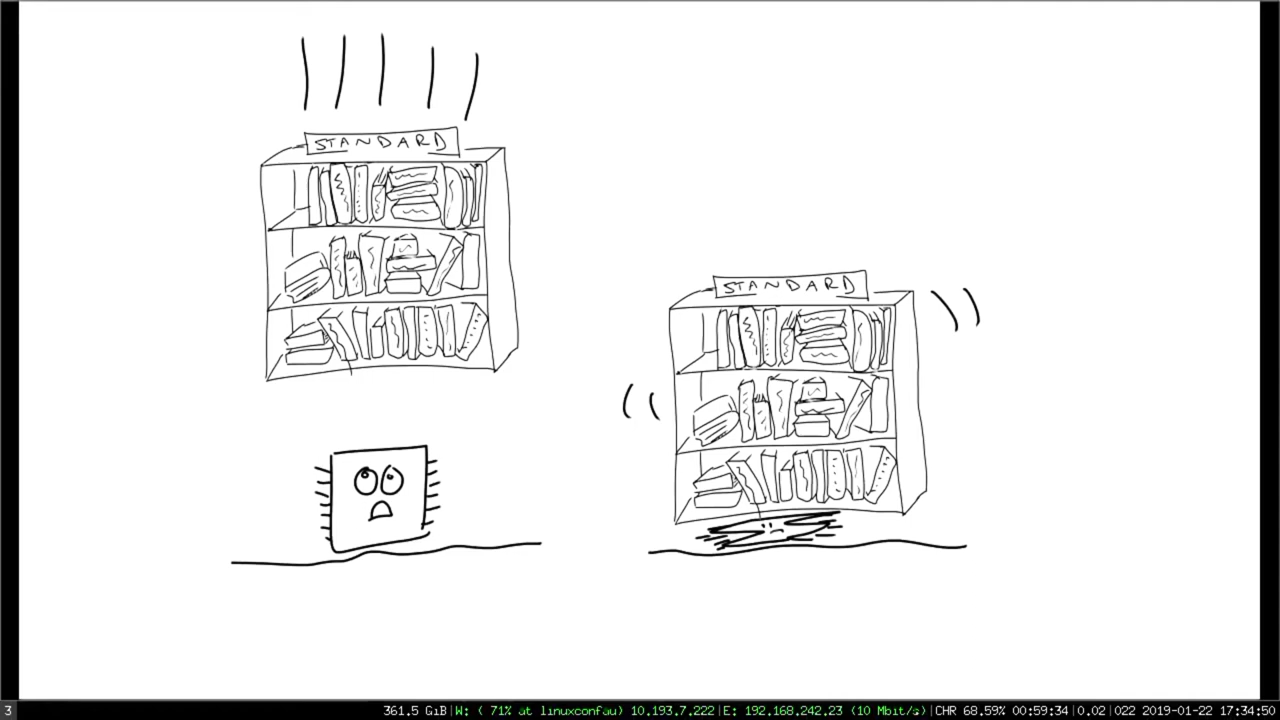 STANDARD
STANDARD
3
361.5 GiB|W: ( 71% at linuxconfau) 10.193.7.222|E: 192.168.242.23 (10 Mbit/s)|CHR 68.59% 00:59:34|0.02|022 2019-01-22 17:34:50